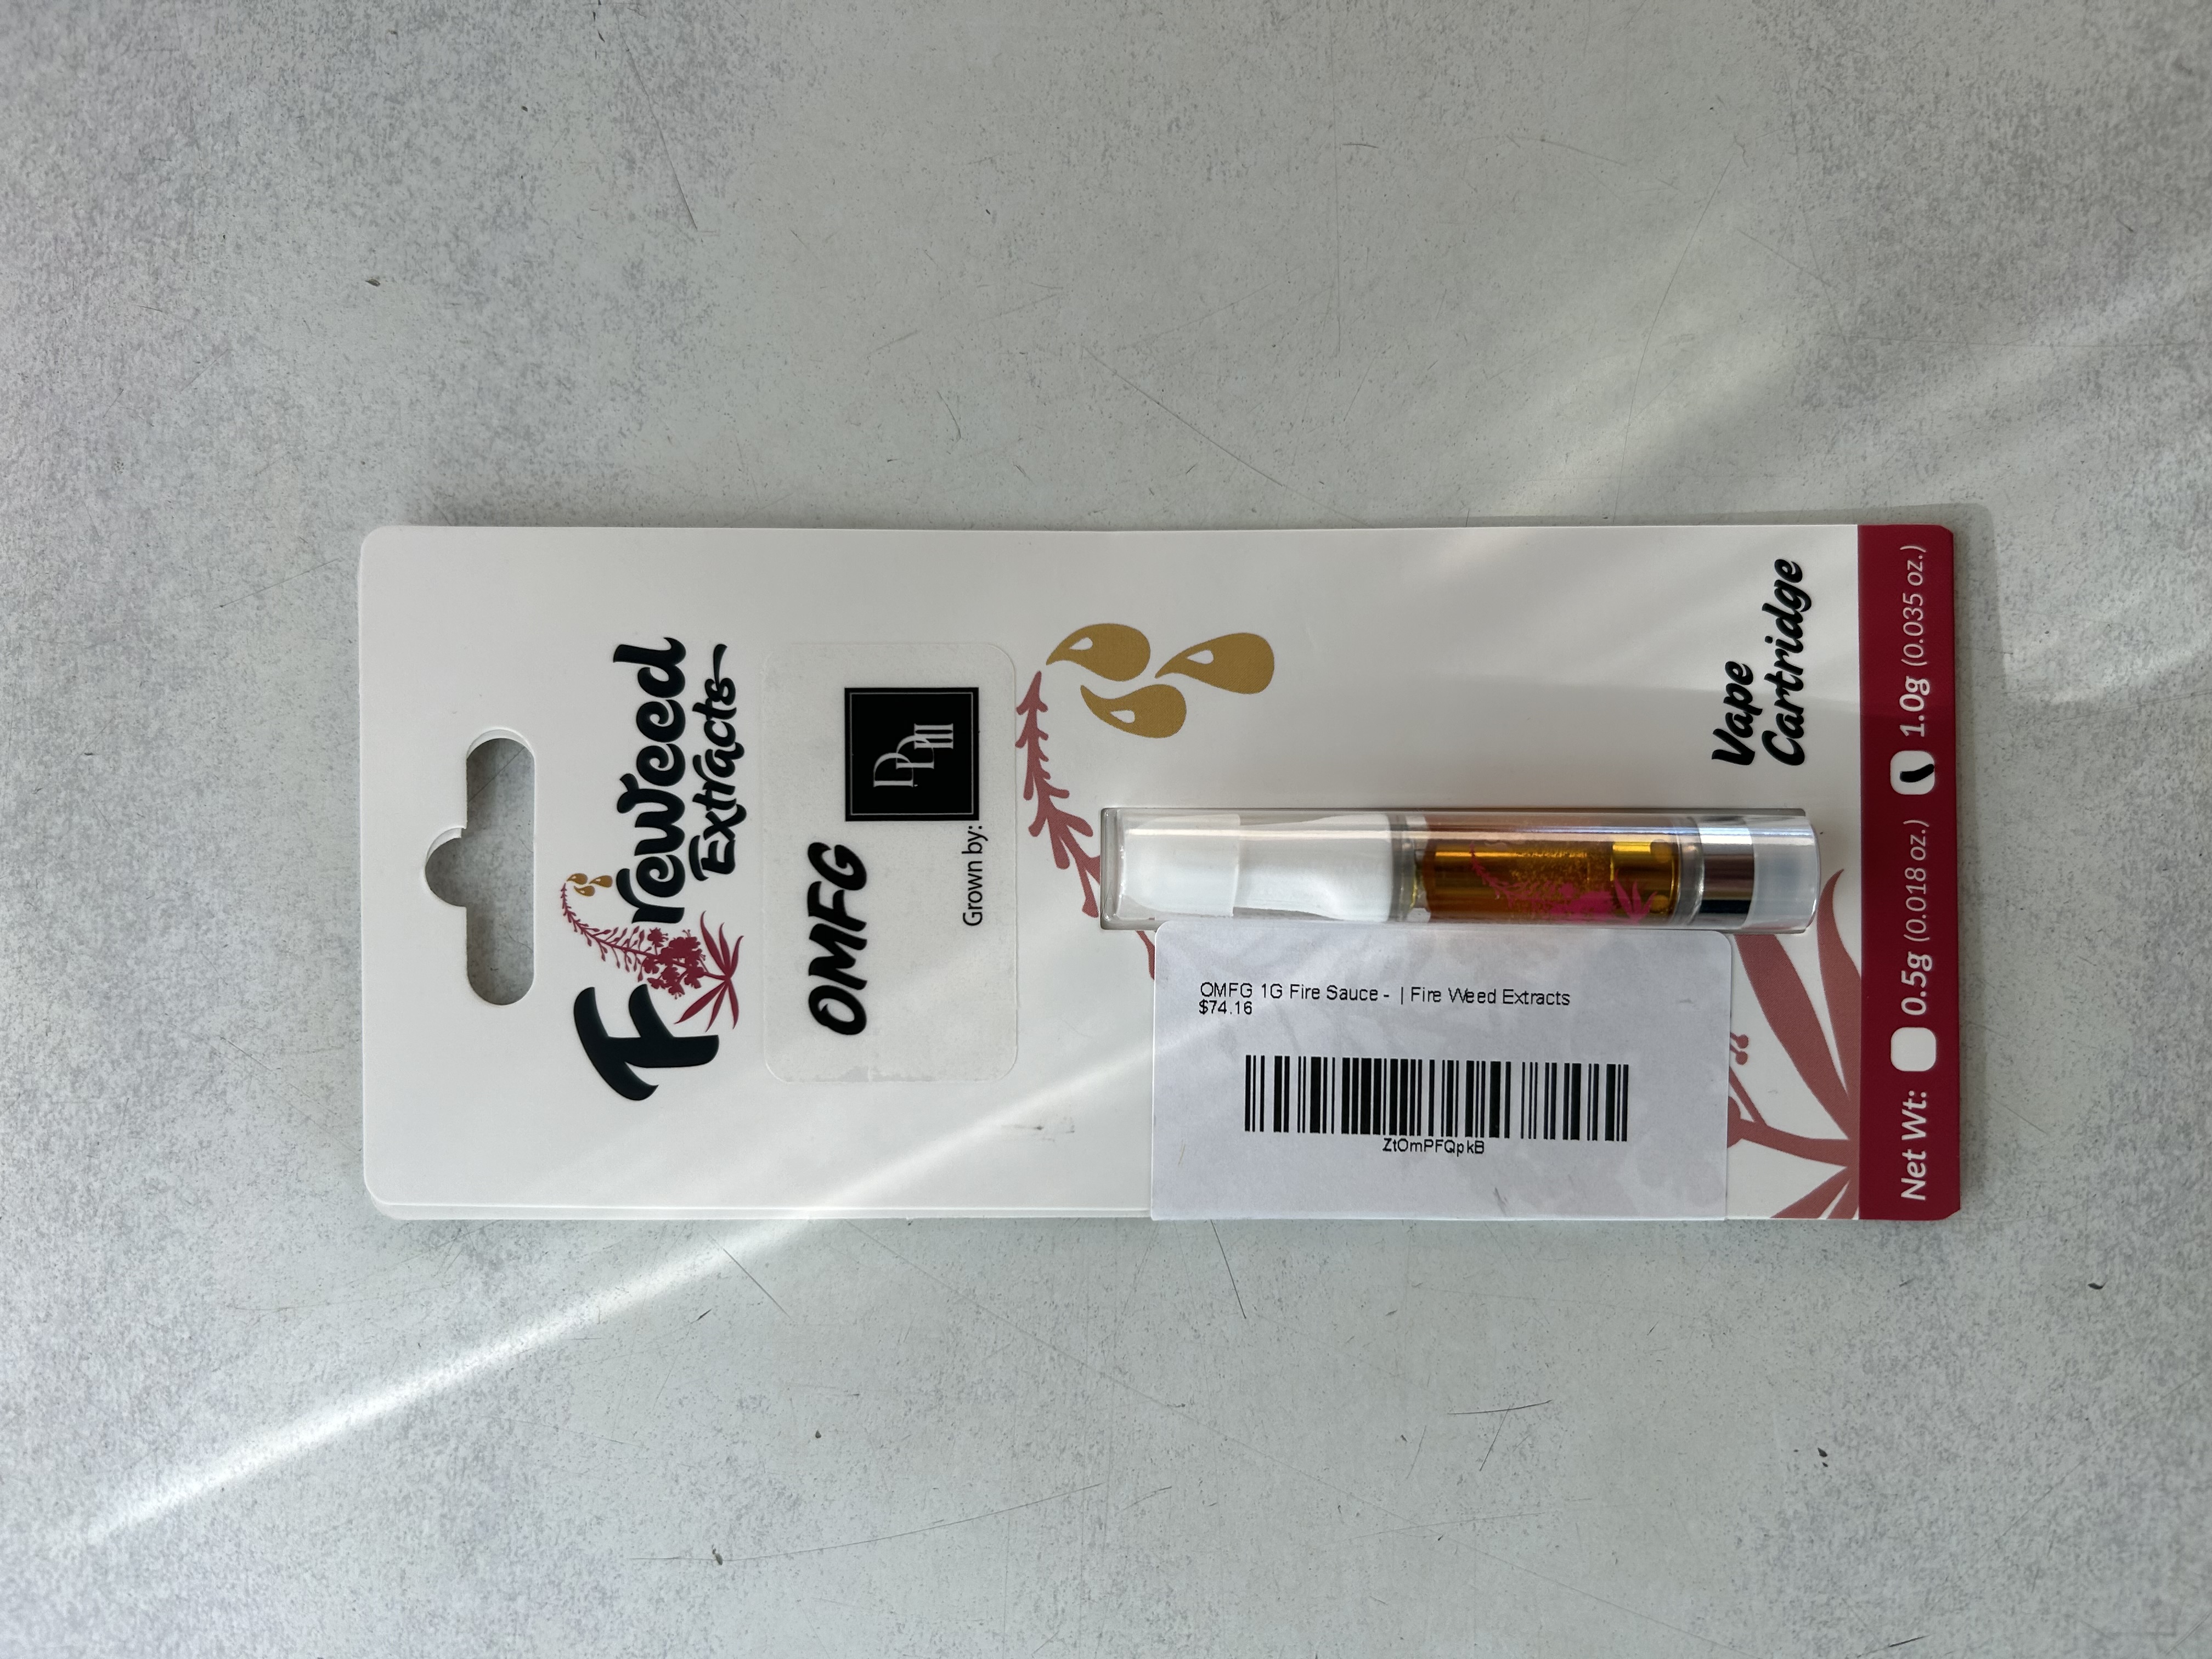 Fireweed
Extracts
OMFG
Grown by:
DDIII
OMFG 1G Fire Sauce - | Fire Weed Extracts
$74.16
ZtOmPFQpkB
Vape
Cartridge
Net Wt: 0.5g (0.018 oz.) 1.0g (0.035 oz.)